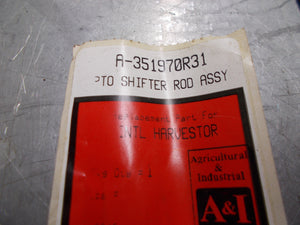 A-351970R31
PTO SHIFTER ROD ASSY
Replacement Part for
INTL HARVESTOR
Agricultural
&
Industrial
A&I